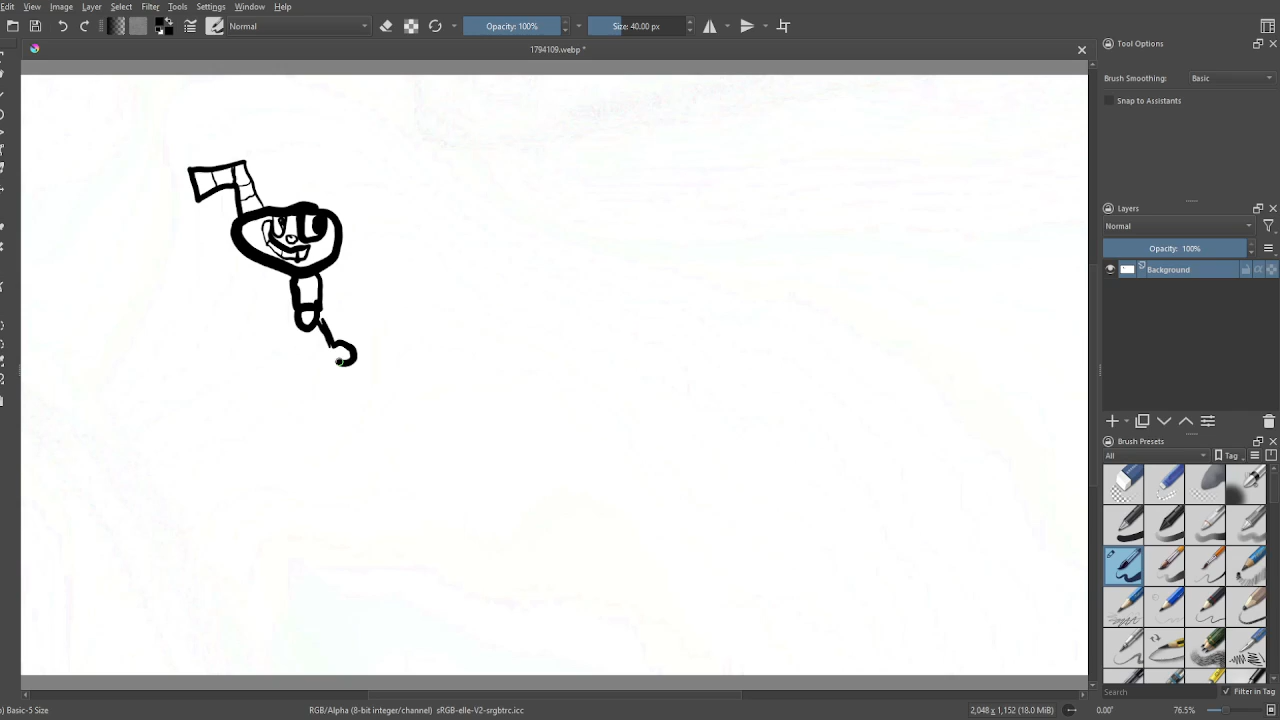 Edit View Image Layer Select Filter Tools Settings Window Help
Normal Opacity: 100% Size: 40.00 px
1794109.webp *
Tool Options
Brush Smoothing: Basic
Snap to Assistants
Layers
Normal
Opacity: 100%
Background
Brush Presets
All Tag
Search Filter in Tag
) Basic-5 Size RGB/Alpha (8-bit integer/channel) sRGB-elle-V2-srgbtrc.icc 2,048 x 1,152 (18.0 MiB) 0.00° 76.5%